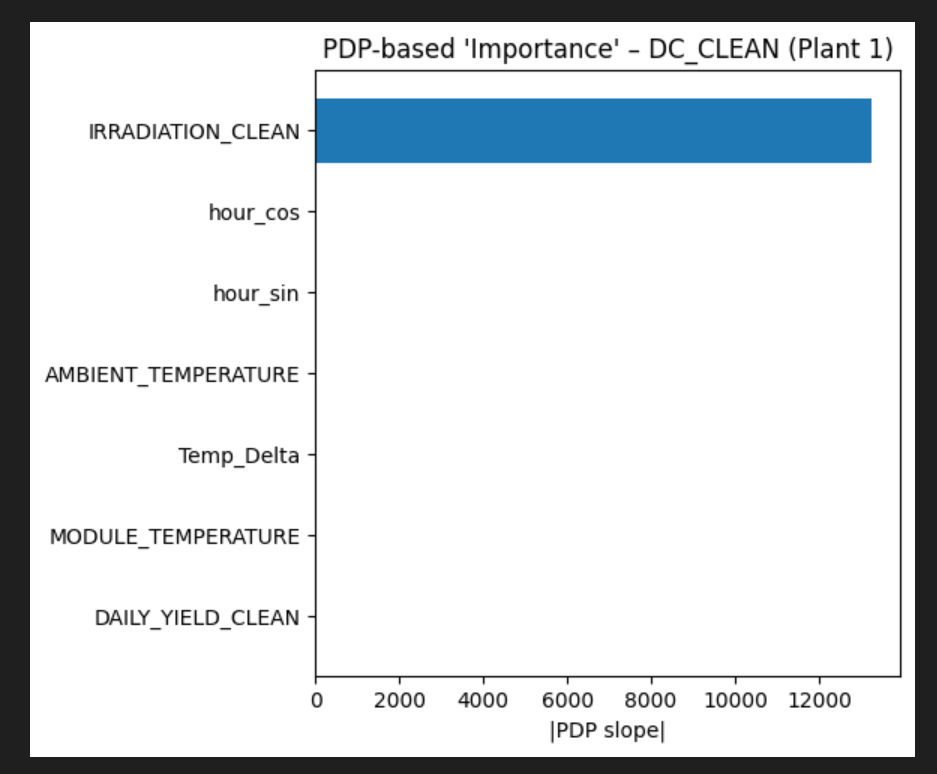 PDP-based 'Importance' – DC_CLEAN (Plant 1)
IRRADIATION_CLEAN
hour_cos
hour_sin
AMBIENT_TEMPERATURE
Temp_Delta
MODULE_TEMPERATURE
DAILY_YIELD_CLEAN
0 2000 4000 6000 8000 10000 12000
|PDP slope|